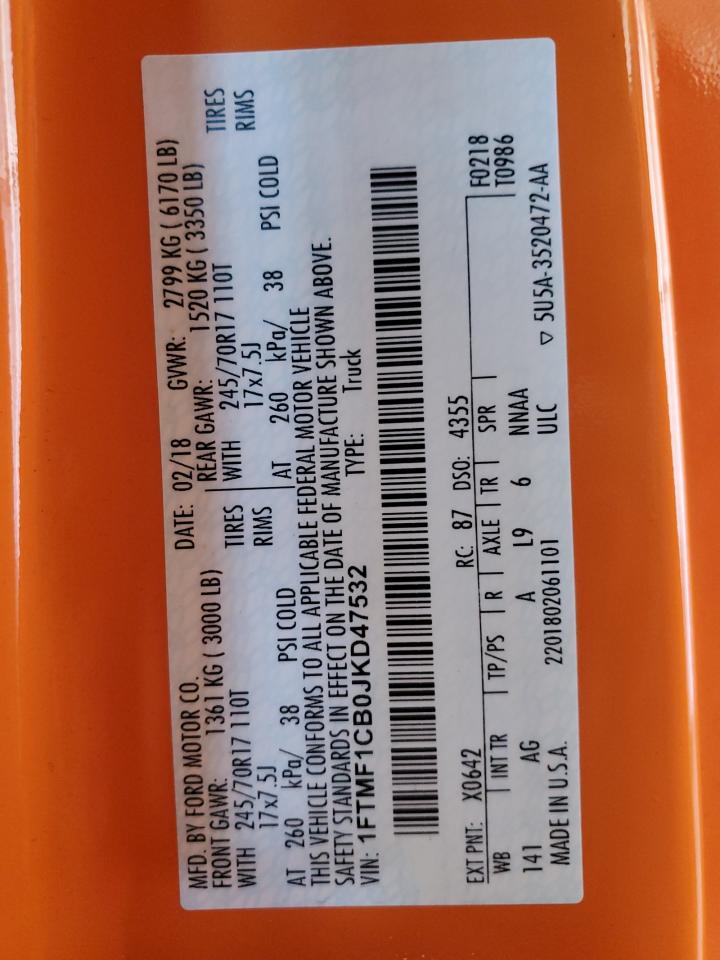 MFD. BY FORD MOTOR CO. DATE: 02/18 GVWR: 2799 KG ( 6170 LB)
FRONT GAWR: 1361 KG ( 3000 LB) REAR GAWR: 1520 KG ( 3350 LB)
WITH 245/70R17 110T TIRES WITH 245/70R17 110T TIRES
17x7.5J RIMS 17x7.5J RIMS
AT 260 kPa/ 38 PSI COLD AT 260 kPa/ 38 PSI COLD
THIS VEHICLE CONFORMS TO ALL APPLICABLE FEDERAL MOTOR VEHICLE
SAFETY STANDARDS IN EFFECT ON THE DATE OF MANUFACTURE SHOWN ABOVE.
VIN: 1FTMF1CB0JKD47532 TYPE: Truck
EXT PNT: X0642 RC: 87 DSO: 4355 F0218
WB INT TR TP/PS R AXLE TR SPR T0986
141 AG A L9 6 NNAA
MADE IN U.S.A. 2201802061101 ULC ▽ 5U5A-3520472-AA